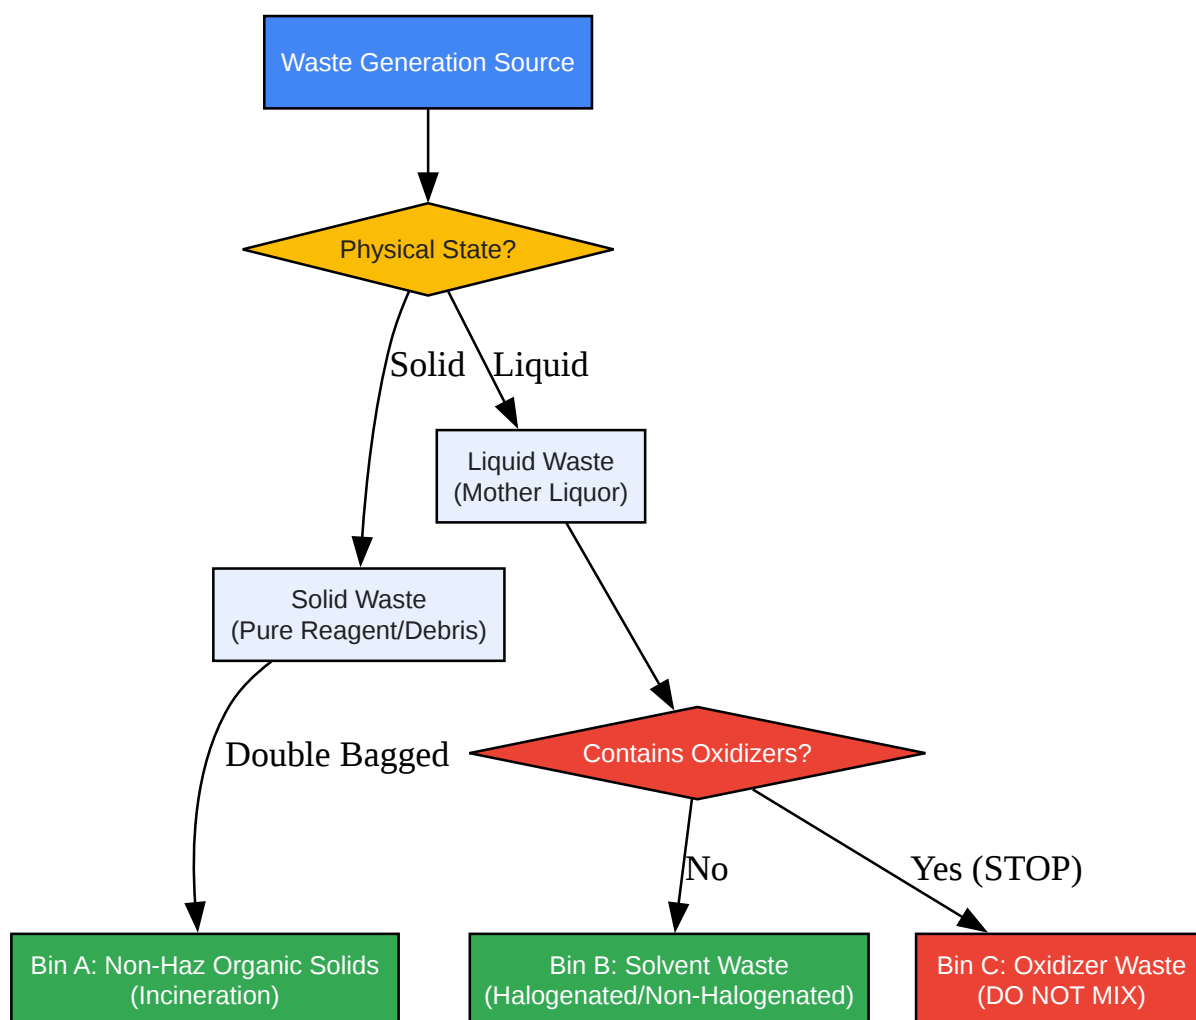 Waste Generation Source
Physical State?
Solid
Liquid
Liquid Waste
(Mother Liquor)
Solid Waste
(Pure Reagent/Debris)
Double Bagged
Contains Oxidizers?
No
Yes (STOP)
Bin A: Non-Haz Organic Solids
(Incineration)
Bin B: Solvent Waste
(Halogenated/Non-Halogenated)
Bin C: Oxidizer Waste
(DO NOT MIX)